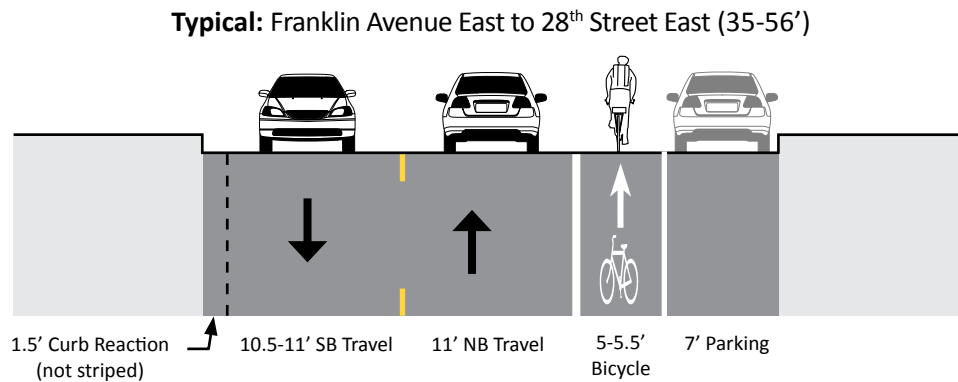 Typical: Franklin Avenue East to 28th Street East (35-56’)
1.5’ Curb Reaction
(not striped)
10.5-11’ SB Travel
11’ NB Travel
5-5.5’
Bicycle
7’ Parking